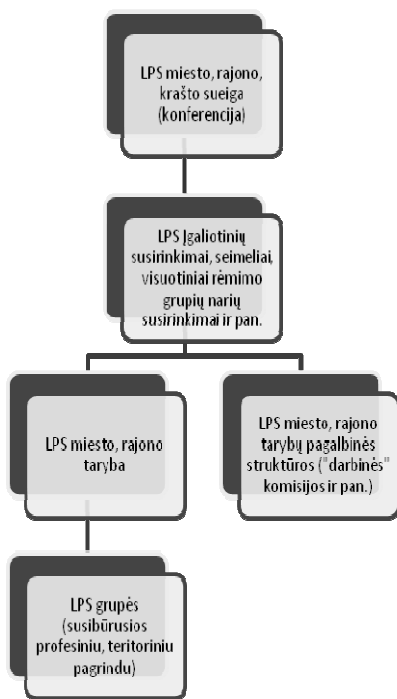 LPS miesto, rajono,
krašto sueiga
(konferencija)
LPS Įgaliotinių
susirinkimai, seimeliai,
visuotiniai rėmimo
grupių narių
susirinkimai ir pan.
LPS miesto, rajono
taryba
LPS miesto, rajono
tarybų pagalbinės
struktūros ("darbinės"
komisijos ir pan.)
LPS grupės
(susibūrusios
profesiniu, teritoriniu
pagrindu)